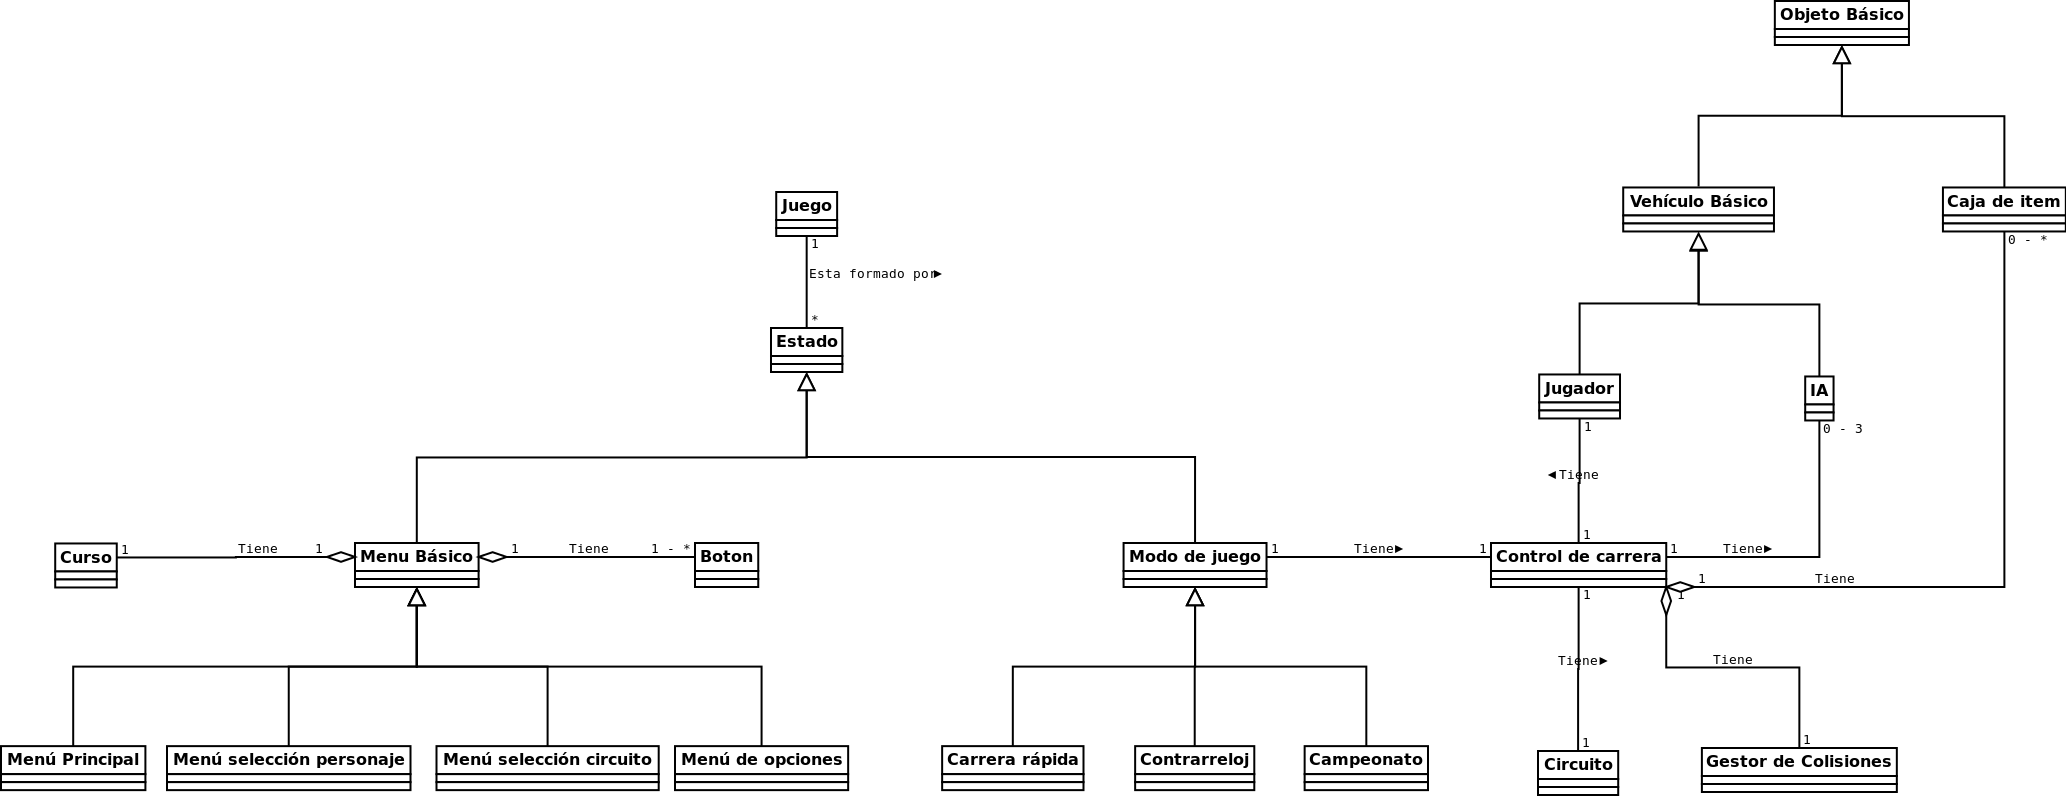 Objeto Básico
Vehículo Básico
Caja de item
0 - *
Juego
1
Esta formado por►
*
Estado
Jugador
1
IA
0 - 3
◄Tiene
Curso
1
Tiene
1
Menu Básico
1
Tiene
1 - *
Boton
Modo de juego
1
Tiene►
1
1
Control de carrera
1
Tiene►
1
Tiene
1
1
Tiene►
Tiene
1
1
Menú Principal
Menú selección personaje
Menú selección circuito
Menú de opciones
Carrera rápida
Contrarreloj
Campeonato
Circuito
Gestor de Colisiones